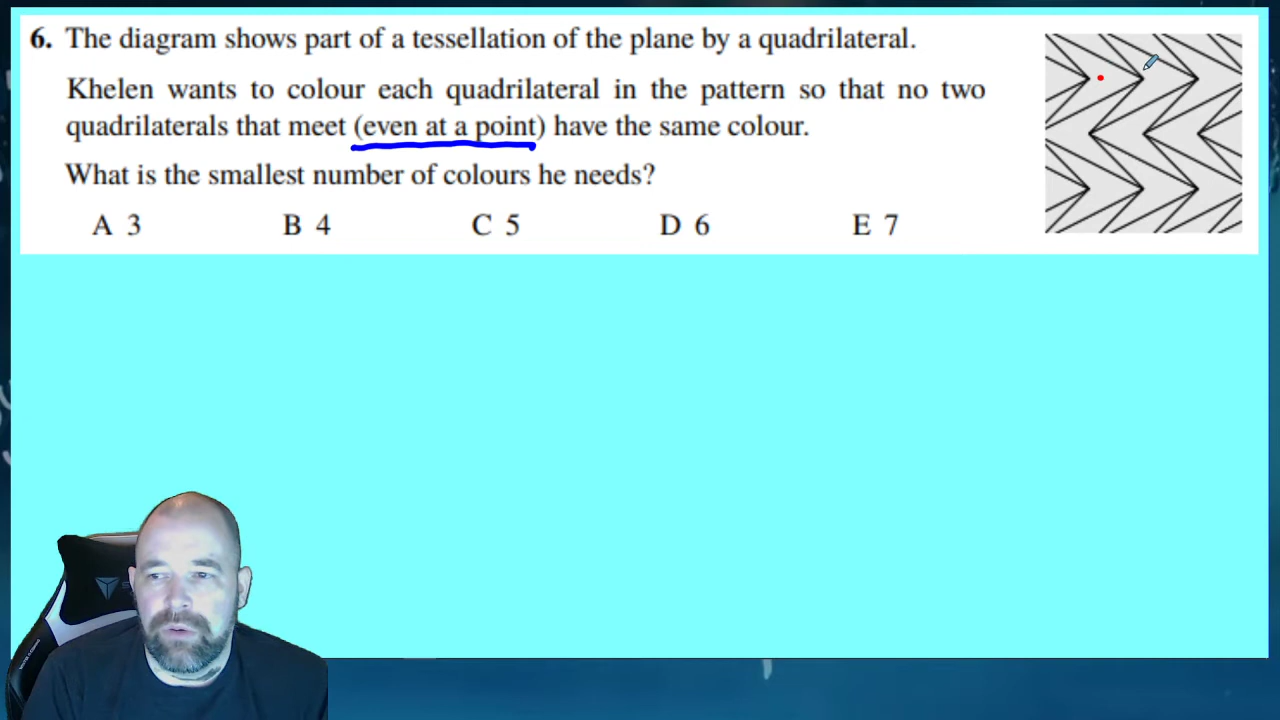 6. The diagram shows part of a tessellation of the plane by a quadrilateral.
Khelen wants to colour each quadrilateral in the pattern so that no two
quadrilaterals that meet (even at a point) have the same colour.
What is the smallest number of colours he needs?
A 3 B 4 C 5 D 6 E 7